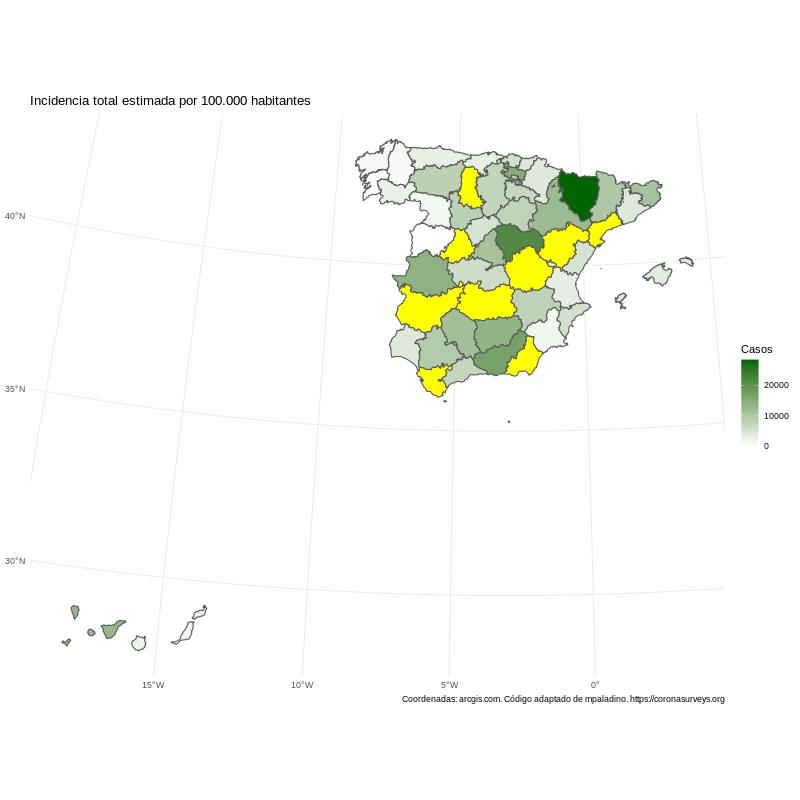 Incidencia total estimada por 100.000 habitantes
40°N
35°N
30°N
15°W
10°W
5°W
0°
Casos
20000
10000
0
Coordenadas: arcgis.com. Código adaptado de mpaladino. https://coronasurveys.org